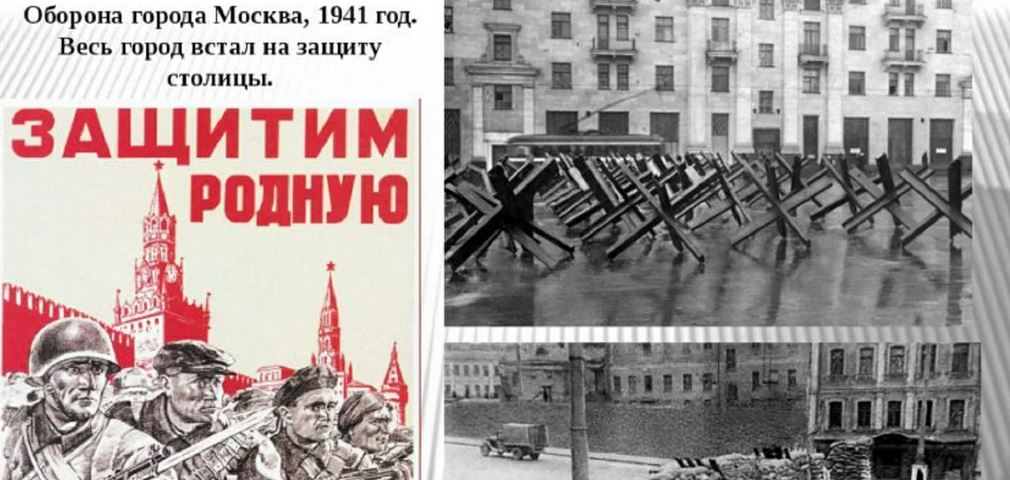 Оборона города Москва, 1941 год.
Весь город встал на защиту
столицы.
ЗАЩИТИМ
РОДНУЮ